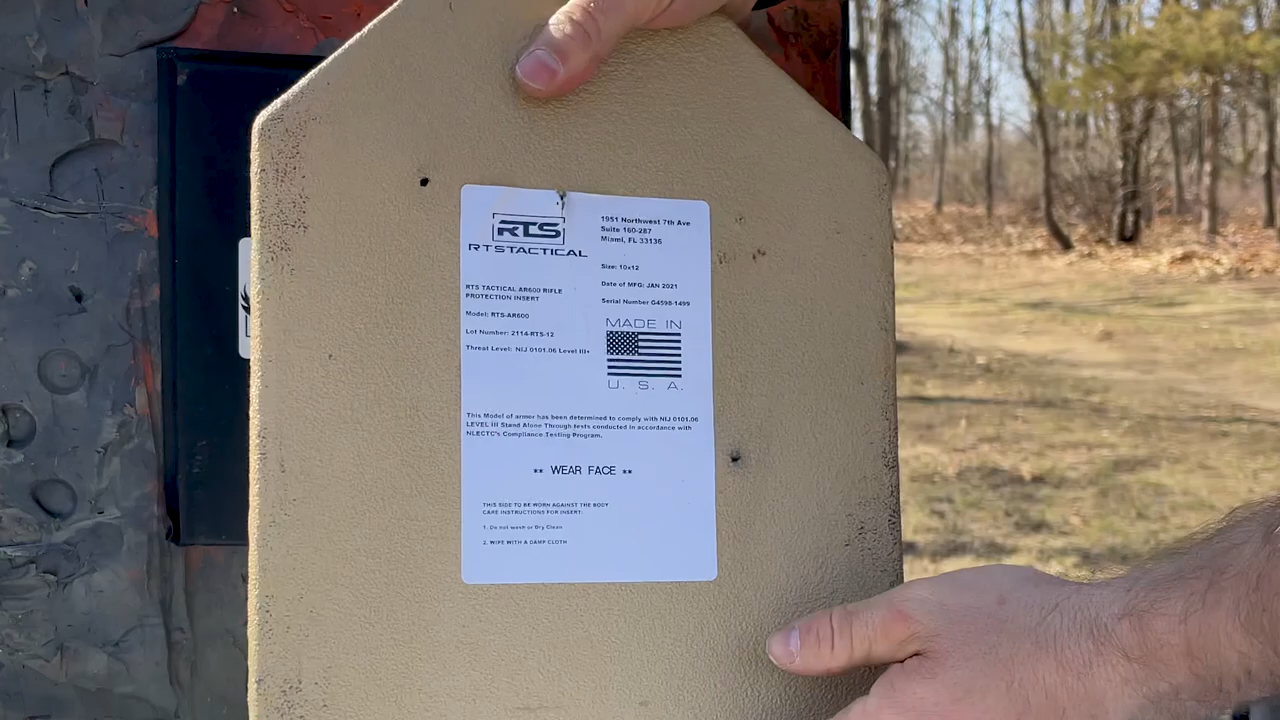 RTS
RTS TACTICAL
1951 Northwest 7th Ave
Suite 160-287
Miami, FL 33136
Size: 10x12
Date of MFG: JAN 2021
Serial Number G4598-1499
RTS TACTICAL AR600 RIFLE
PROTECTION INSERT
Model: RTS-AR600
Lot Number: 2114-RTS-12
Threat Level: NIJ 0101.06 Level III+
MADE IN
U. S. A.
This Model of armor has been determined to comply with NIJ 0101.06
LEVEL III Stand Alone Through tests conducted in accordance with
NLECTC's Compliance Testing Program.
** WEAR FACE **
THIS SIDE TO BE WORN AGAINST THE BODY
CARE INSTRUCTIONS FOR INSERT:
1. Do not wash or Dry Clean
2. WIPE WITH A DAMP CLOTH